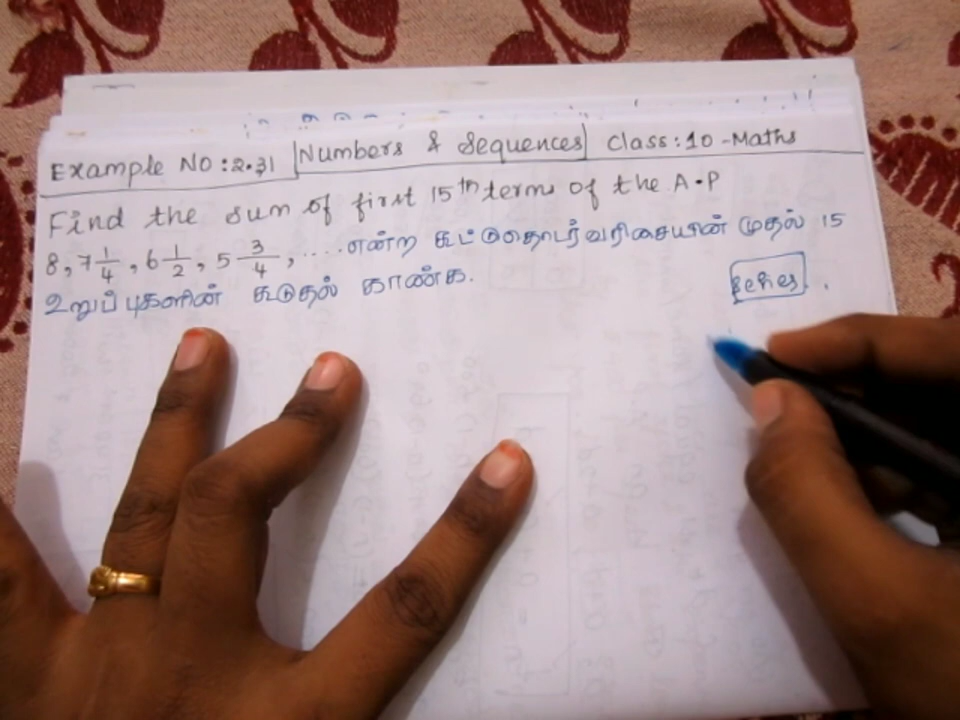 Example NO : 2.31 Numbers & Sequences Class : 10 - Maths
Find the sum of first 15th terms of the A.P
8, 7 1/4, 6 1/2, 5 3/4, .... என்ற கூட்டுதொடர்வரிசையின் முதல் 15
உறுப்புகளின் கூடுதல் காண்க.
Series.